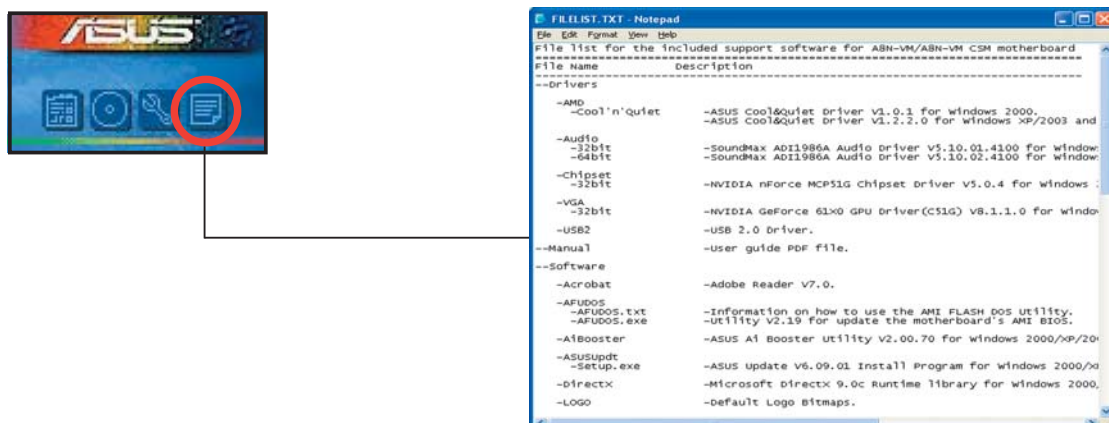 ASUS
FILELIST.TXT - Notepad
File Edit Format View Help
File list for the included support software for A8N-VM/A8N-VM CSM motherboard
================================================================
File Name Description
----------------------------------------------------------------
--Drivers
-AMD
-Cool'n'Quiet -ASUS Cool&Quiet Driver V1.0.1 for Windows 2000.
-ASUS Cool&Quiet Driver V1.2.2.0 for Windows XP/2003 and
-Audio
-32bit -SoundMax ADI1986A Audio Driver V5.10.01.4100 for Window
-64bit -SoundMax ADI1986A Audio Driver V5.10.02.4100 for Window
-Chipset
-32bit -NVIDIA nForce MCP51G Chipset Driver V5.0.4 for Windows
-VGA
-32bit -NVIDIA GeForce 61X0 GPU Driver(C51G) V8.1.1.0 for Windo
-USB2 -USB 2.0 Driver.
--Manual -User guide PDF file.
--Software
-Acrobat -Adobe Reader V7.0.
-AFUDOS
-AFUDOS.txt -Information on how to use the AMI FLASH DOS Utility.
-AFUDOS.exe -Utility V2.19 for update the motherboard's AMI BIOS.
-AiBooster -ASUS Ai Booster Utility V2.00.70 for Windows 2000/XP/20
-ASUSUpdt
-Setup.exe -ASUS Update V6.09.01 Install Program for Windows 2000/X
-DirectX -Microsoft DirectX 9.0c Runtime library for Windows 2000,
-LOGO -Default Logo Bitmaps.